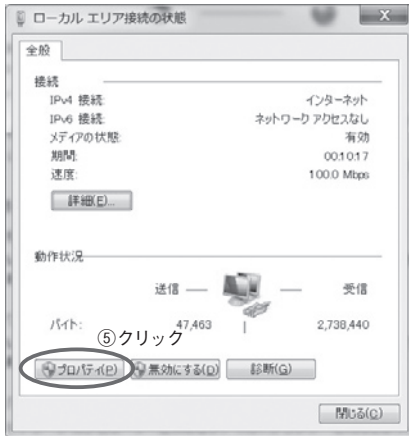 ローカル エリア接続の状態
全般
接続
IPv4 接続: インターネット
IPv6 接続: ネットワーク アクセスなし
メディアの状態: 有効
期間: 00:10:17
速度: 100.0 Mbps
詳細(E)...
動作状況
送信 受信
バイト: 47,463 2,738,440
⑤クリック
プロパティ(P) 無効にする(D) 診断(G)
閉じる(C)